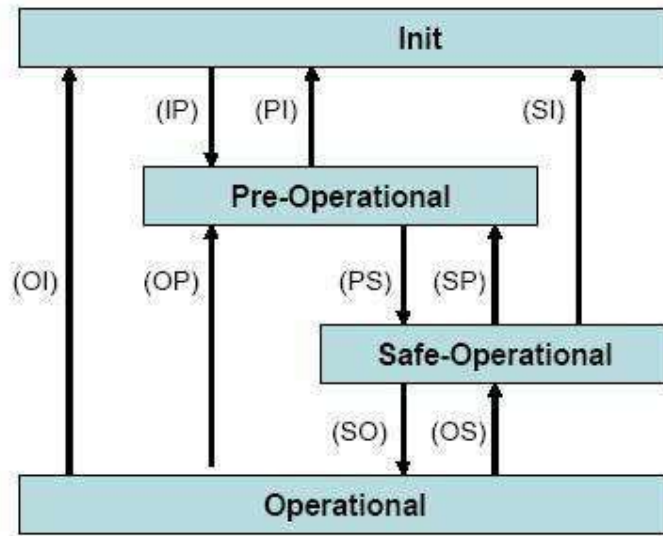 Init
(IP) (PI) (SI)
Pre-Operational
(OI) (OP) (PS) (SP)
Safe-Operational
(SO) (OS)
Operational